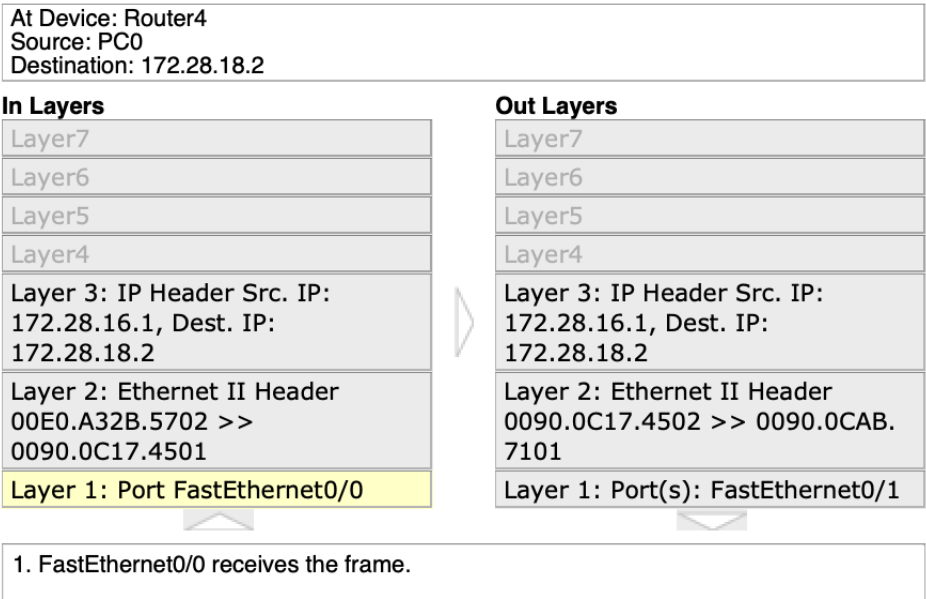 At Device: Router4
Source: PC0
Destination: 172.28.18.2
In Layers
Layer7
Layer6
Layer5
Layer4
Layer 3: IP Header Src. IP:
172.28.16.1, Dest. IP:
172.28.18.2
Layer 2: Ethernet II Header
00E0.A32B.5702 >>
0090.0C17.4501
Layer 1: Port FastEthernet0/0
Out Layers
Layer7
Layer6
Layer5
Layer4
Layer 3: IP Header Src. IP:
172.28.16.1, Dest. IP:
172.28.18.2
Layer 2: Ethernet II Header
0090.0C17.4502 >> 0090.0CAB.
7101
Layer 1: Port(s): FastEthernet0/1
1. FastEthernet0/0 receives the frame.